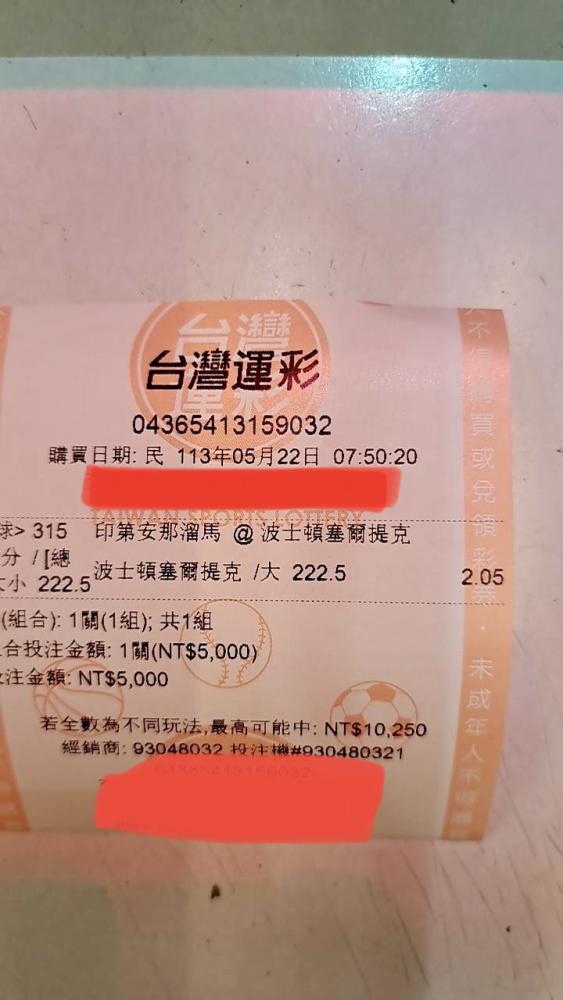 台灣運彩
04365413159032
購買日期: 民 113年05月22日 07:50:20
TAIWAN SPORTS LOTTERY
球> 315 印第安那溜馬 @ 波士頓塞爾提克
分 / [總
大小 222.5
波士頓塞爾提克 /大 222.5 2.05
(組合): 1關(1組); 共1組
合投注金額: 1關(NT$5,000)
注金額: NT$5,000
若全數為不同玩法,最高可能中: NT$10,250
經銷商: 93048032 投注機#930480321
04365413159032
買或兌領彩券・未成年人不得